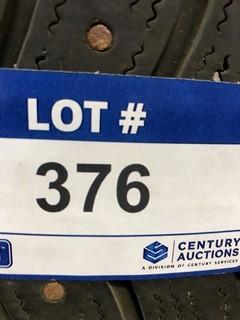 LOT #
376
CENTURY
AUCTIONS
A DIVISION OF CENTURY SERVICES